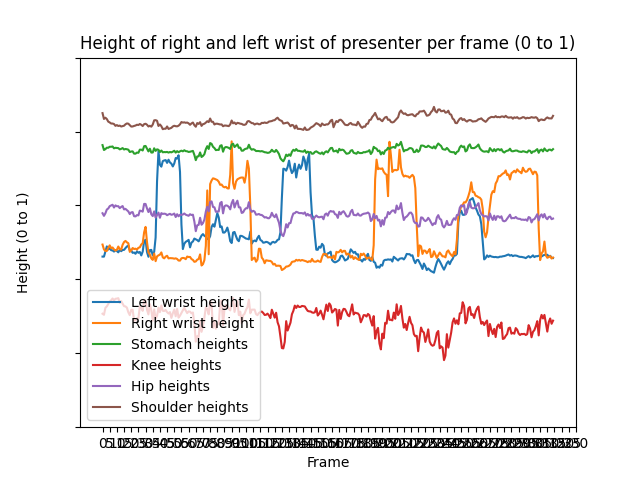 Height of right and left wrist of presenter per frame (0 to 1)
Height (0 to 1)
Left wrist height
Right wrist height
Stomach heights
Knee heights
Hip heights
Shoulder heights
Frame